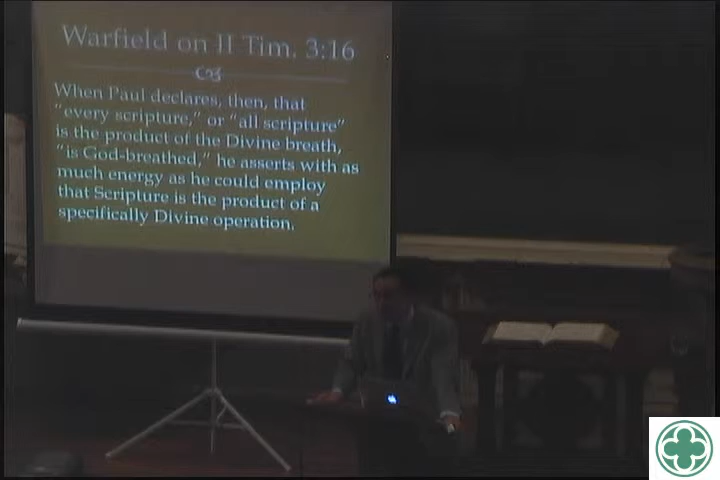 Warfield on II Tim. 3:16
When Paul declares, then, that
"every scripture," or "all scripture"
is the product of the Divine breath,
"is God-breathed," he asserts with as
much energy as he could employ
that Scripture is the product of a
specifically Divine operation.